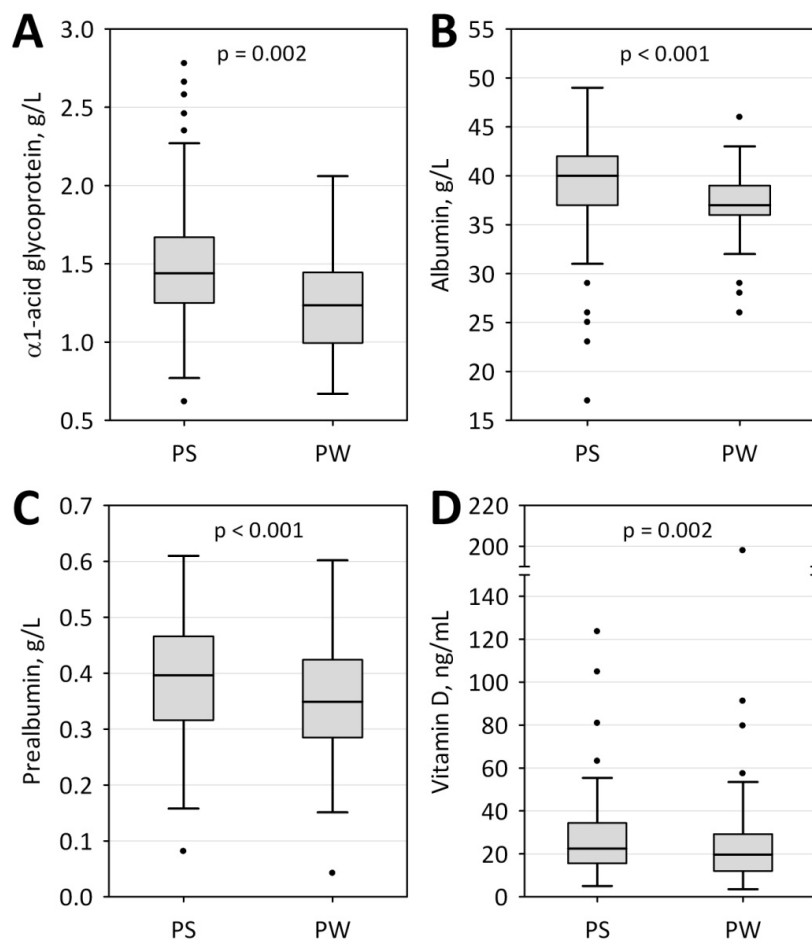 A
p = 0.002
α1-acid glycoprotein, g/L
3.0
2.5
2.0
1.5
1.0
0.5
PS PW
B
p < 0.001
Albumin, g/L
55
50
45
40
35
30
25
20
15
PS PW
C
p < 0.001
Prealbumin, g/L
0.7
0.6
0.5
0.4
0.3
0.2
0.1
0.0
PS PW
D
p = 0.002
Vitamin D, ng/mL
220
200
140
120
100
80
60
40
20
0
PS PW